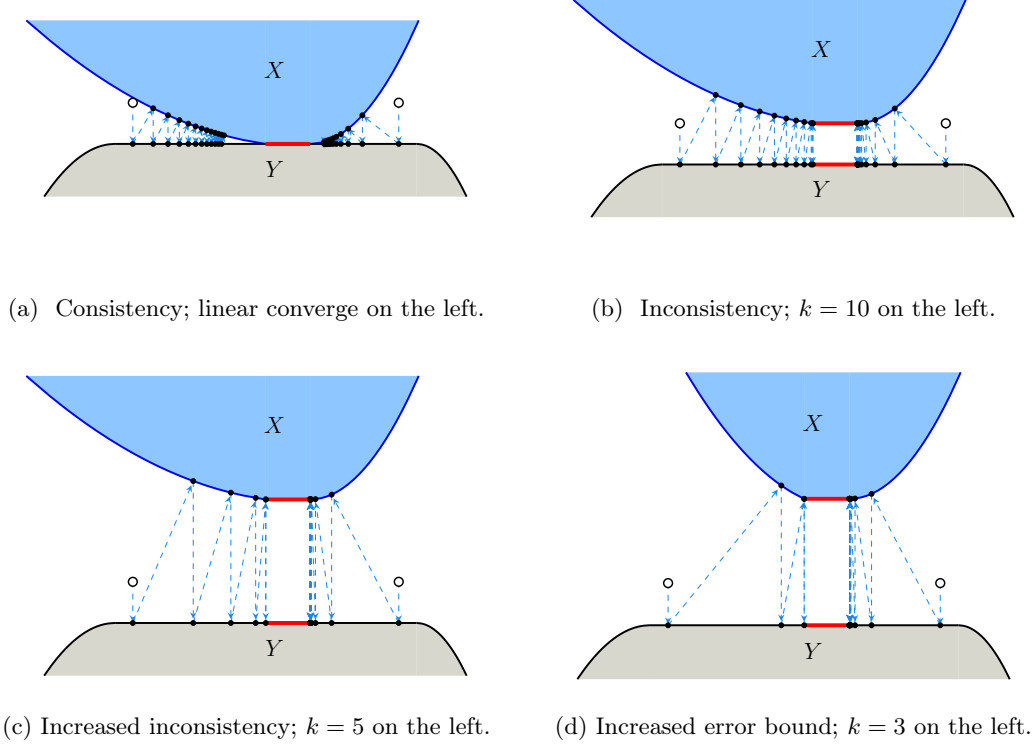 X
Y
X
Y
(a) Consistency; linear converge on the left.
(b) Inconsistency; k = 10 on the left.
X
Y
X
Y
(c) Increased inconsistency; k = 5 on the left.
(d) Increased error bound; k = 3 on the left.